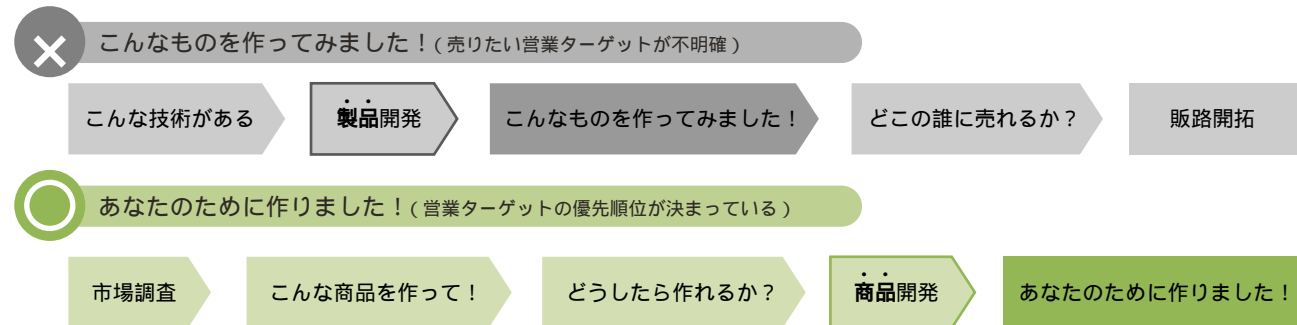 こんなものを作ってみました！(売りたい営業ターゲットが不明確)
こんな技術がある 製品開発 こんなものを作ってみました！ どこの誰に売れるか？ 販路開拓
あなたのために作りました！(営業ターゲットの優先順位が決まっている)
市場調査 こんな商品を作って！ どうしたら作れるか？ 商品開発 あなたのために作りました！